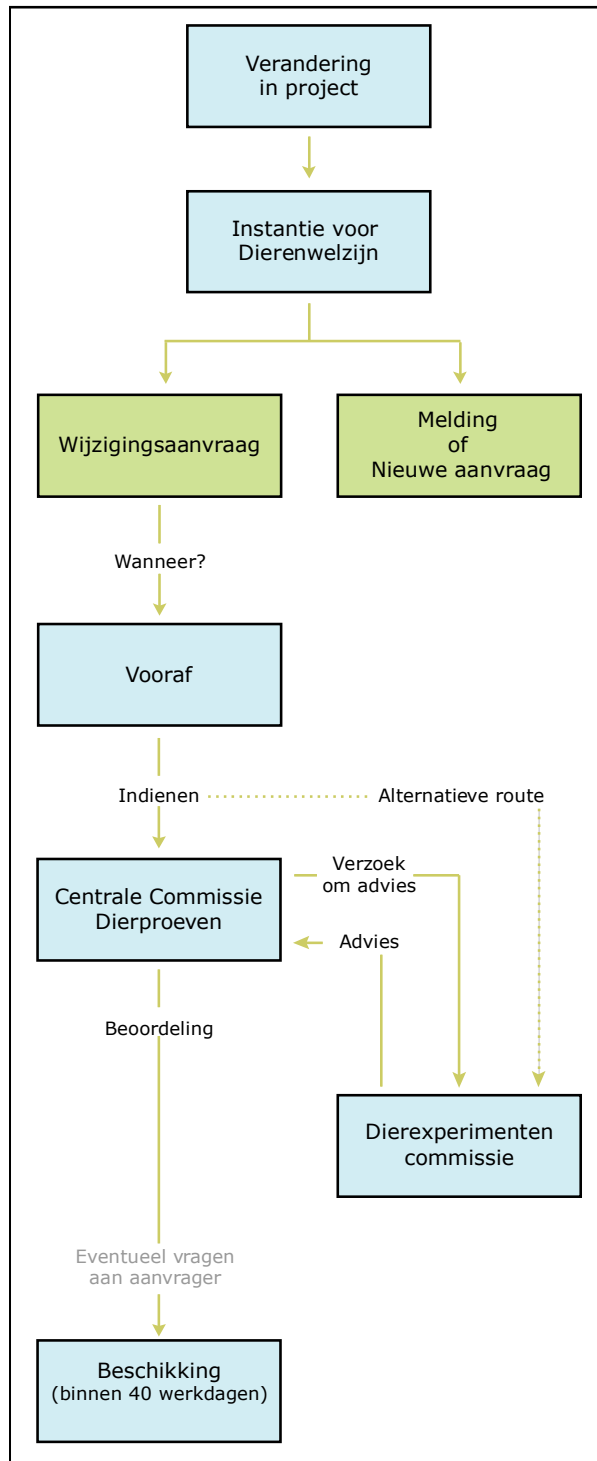 Verandering
in project
Instantie voor
Dierenwelzijn
Wijzigingsaanvraag
Melding
of
Nieuwe aanvraag
Wanneer?
Vooraf
Indienen
Alternatieve route
Centrale Commissie
Dierproeven
Verzoek
om advies
Advies
Beoordeling
Dierexperimenten
commissie
Eventueel vragen
aan aanvrager
Beschikking
(binnen 40 werkdagen)